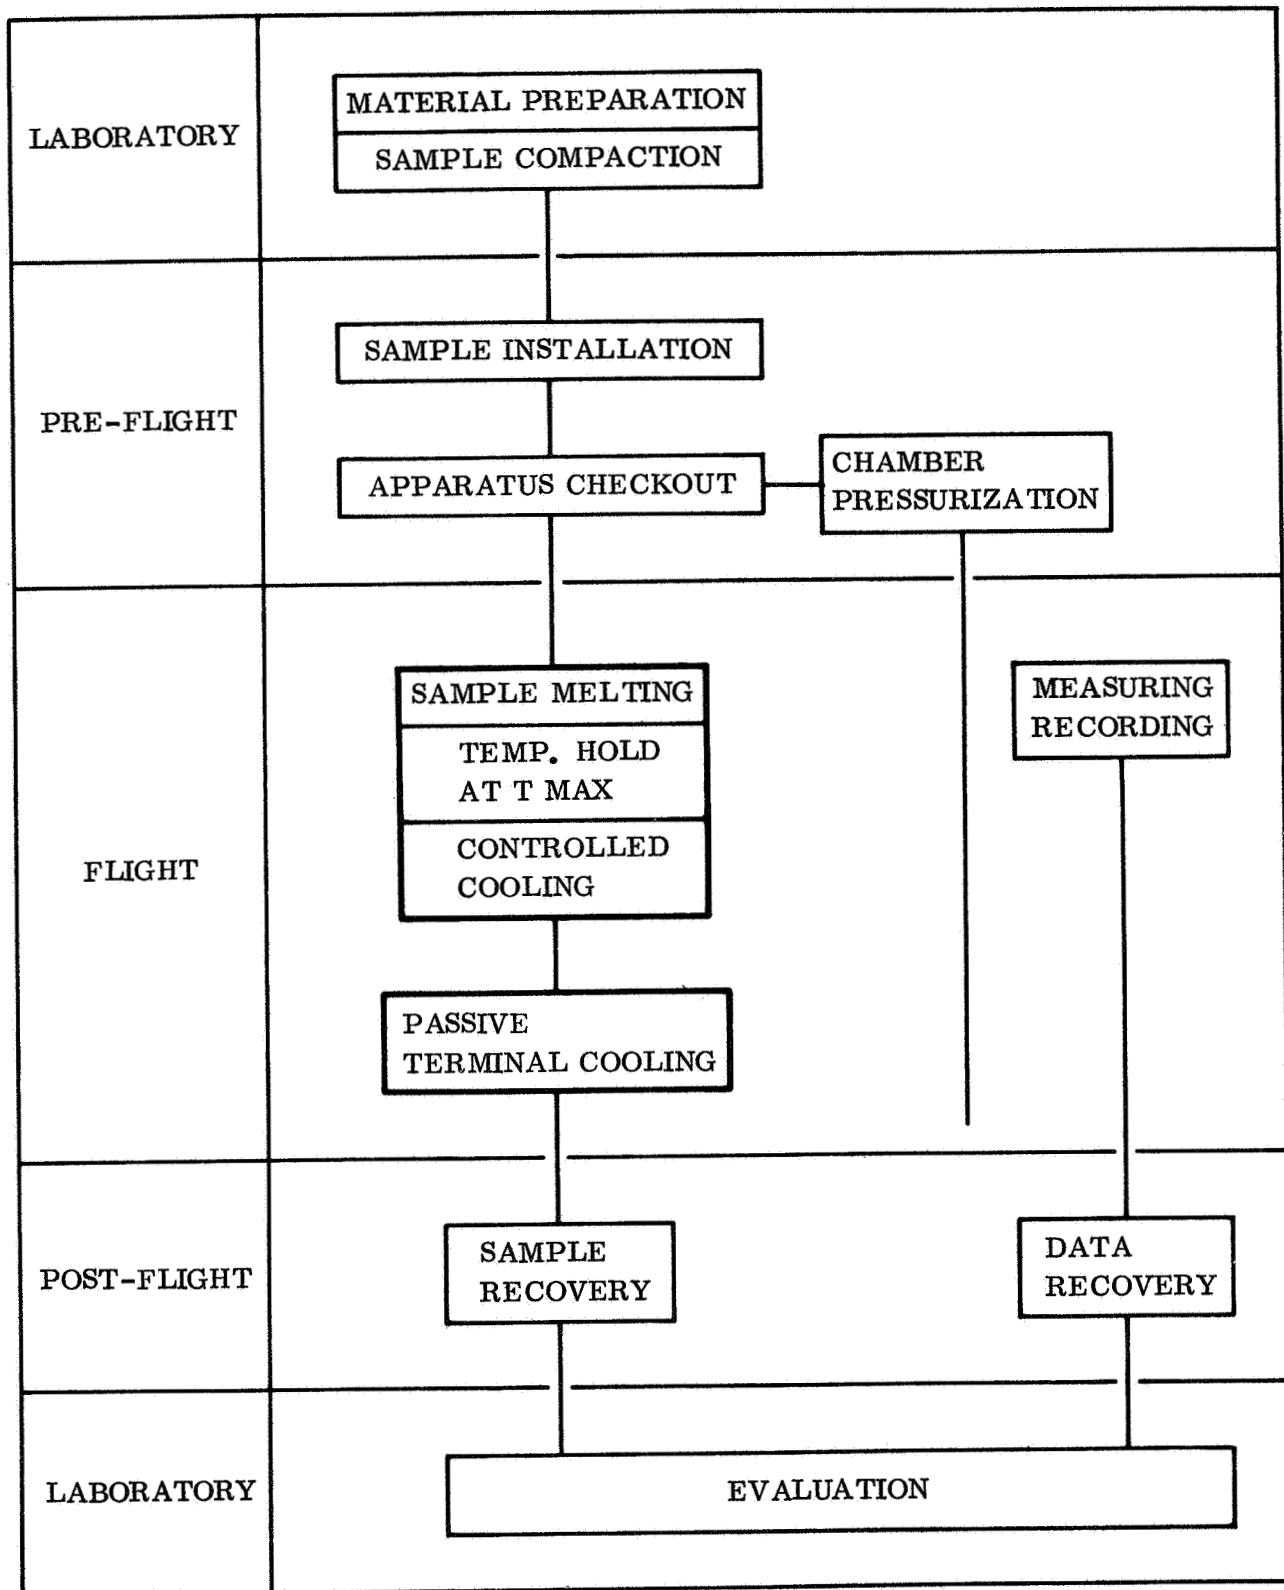 LABORATORY
MATERIAL PREPARATION
SAMPLE COMPACTION
PRE-FLIGHT
SAMPLE INSTALLATION
APPARATUS CHECKOUT
CHAMBER
PRESSURIZATION
FLIGHT
SAMPLE MELTING
TEMP. HOLD
AT T MAX
CONTROLLED
COOLING
MEASURING
RECORDING
PASSIVE
TERMINAL COOLING
POST-FLIGHT
SAMPLE
RECOVERY
DATA
RECOVERY
LABORATORY
EVALUATION